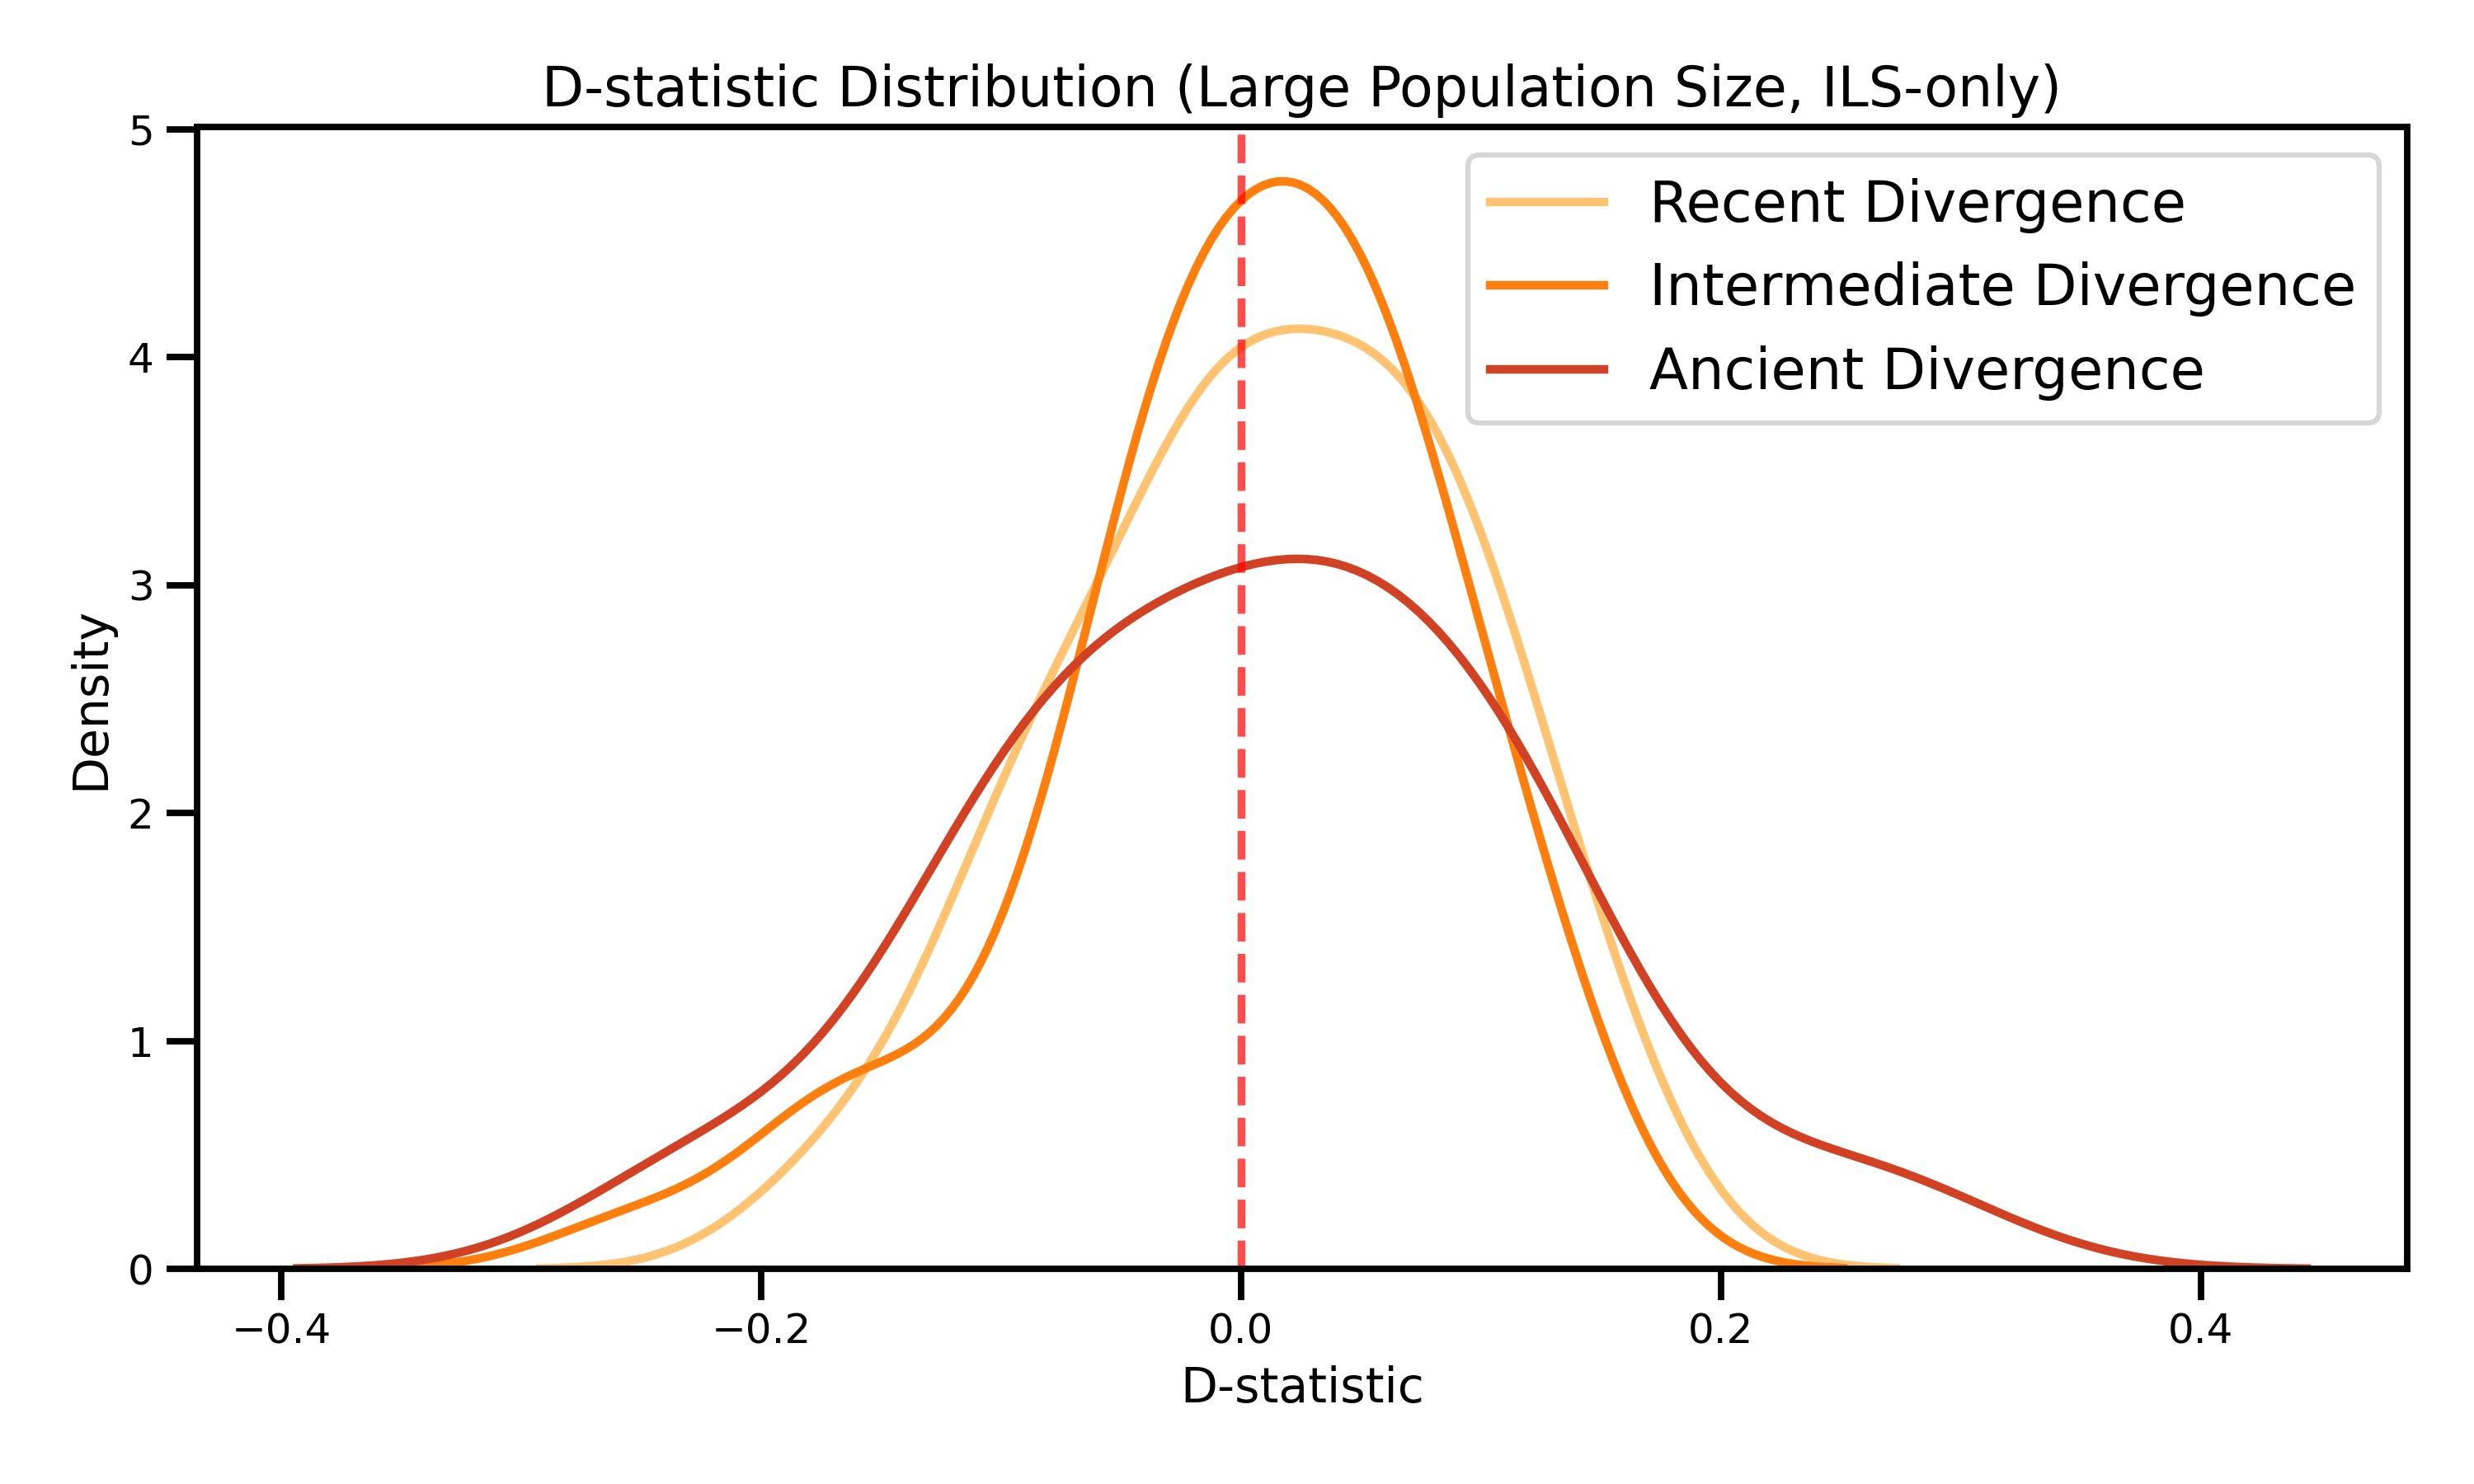 D-statistic Distribution (Large Population Size, ILS-only)
5
4
3
2
1
0
Density
Recent Divergence
Intermediate Divergence
Ancient Divergence
−0.4 −0.2 0.0 0.2 0.4
D-statistic